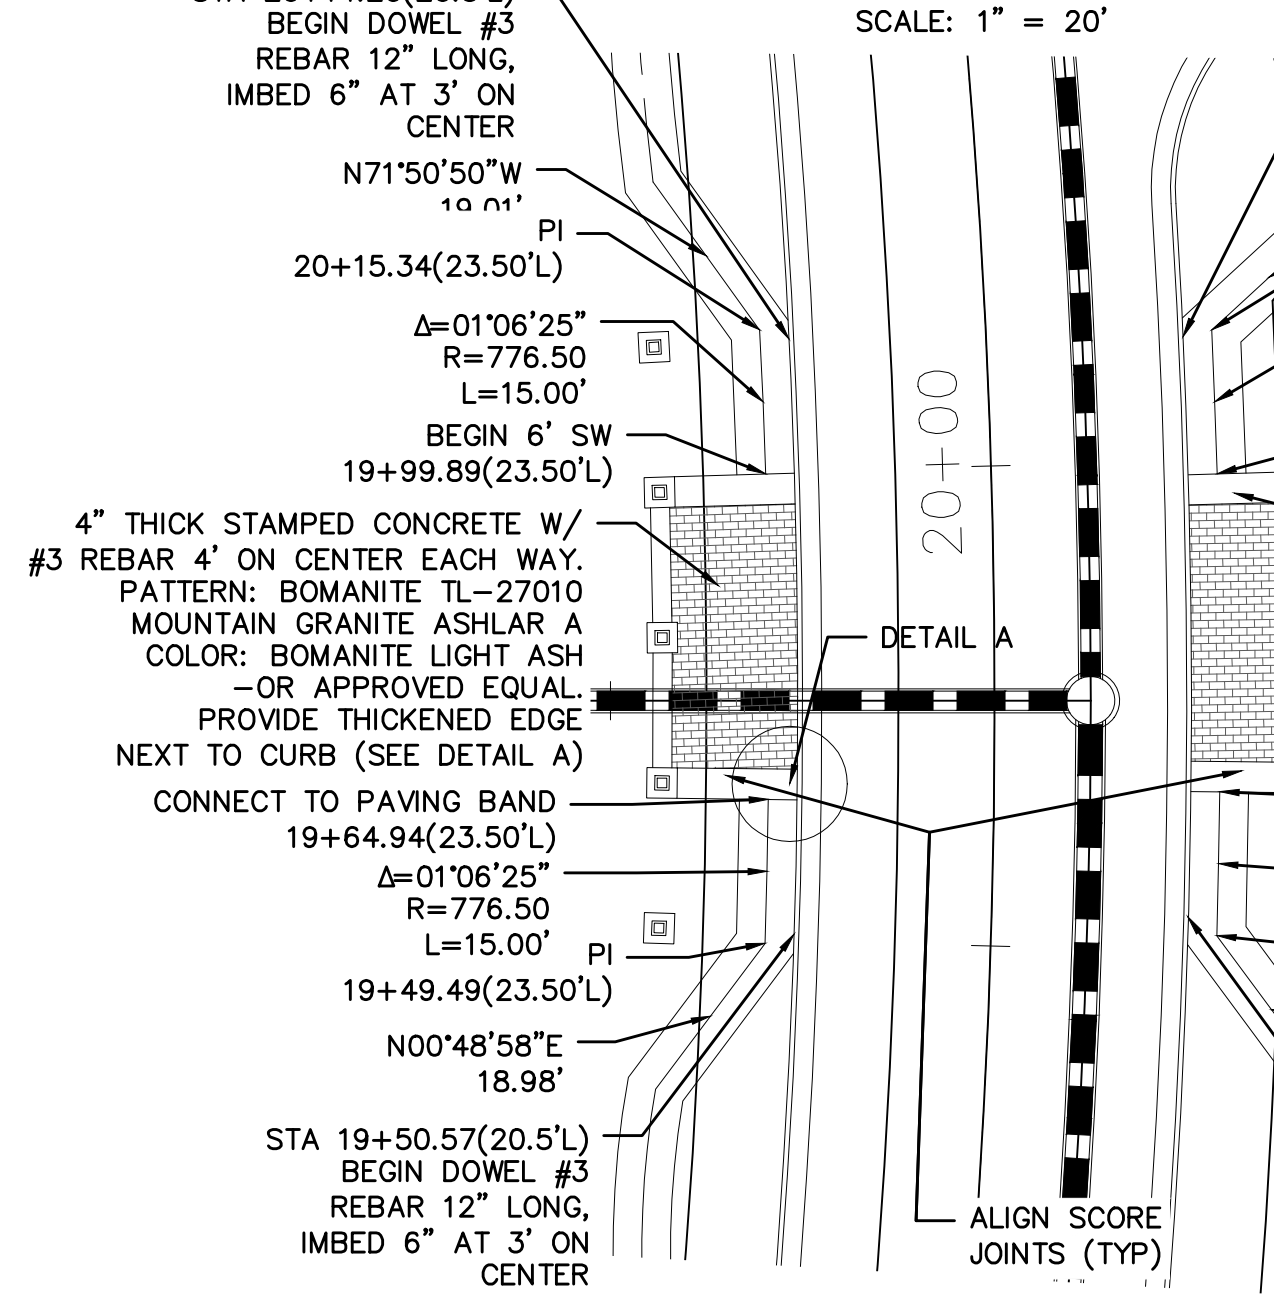 SCALE: 1" = 20'
BEGIN DOWEL #3
REBAR 12" LONG,
IMBED 6" AT 3' ON
CENTER
N71°50'50"W
19.01'
PI
20+15.34(23.50'L)
Δ=01°06'25"
R=776.50
L=15.00'
BEGIN 6' SW
19+99.89(23.50'L)
20+00
4" THICK STAMPED CONCRETE W/
#3 REBAR 4' ON CENTER EACH WAY.
PATTERN: BOMANITE TL-27010
MOUNTAIN GRANITE ASHLAR A
COLOR: BOMANITE LIGHT ASH
-OR APPROVED EQUAL.
PROVIDE THICKENED EDGE
NEXT TO CURB (SEE DETAIL A)
DETAIL A
CONNECT TO PAVING BAND
19+64.94(23.50'L)
Δ=01°06'25"
R=776.50
L=15.00'
PI
19+49.49(23.50'L)
N00°48'58"E
18.98'
STA 19+50.57(20.5'L)
BEGIN DOWEL #3
REBAR 12" LONG,
IMBED 6" AT 3' ON
CENTER
ALIGN SCORE
JOINTS (TYP)